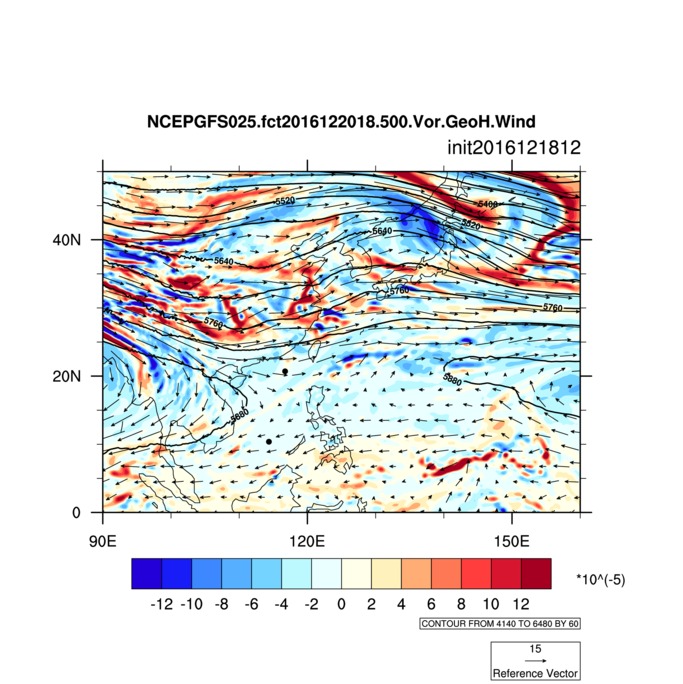 NCEPGFS025.fct2016122018.500.Vor.GeoH.Wind
init2016121812
5520
5400
5520
5640
40N
5640
5760
5760
5760
20N
5880
5880
0
90E 120E 150E
-12 -10 -8 -6 -4 -2 0 2 4 6 8 10 12
*10^(-5)
CONTOUR FROM 4140 TO 6480 BY 60
15
Reference Vector